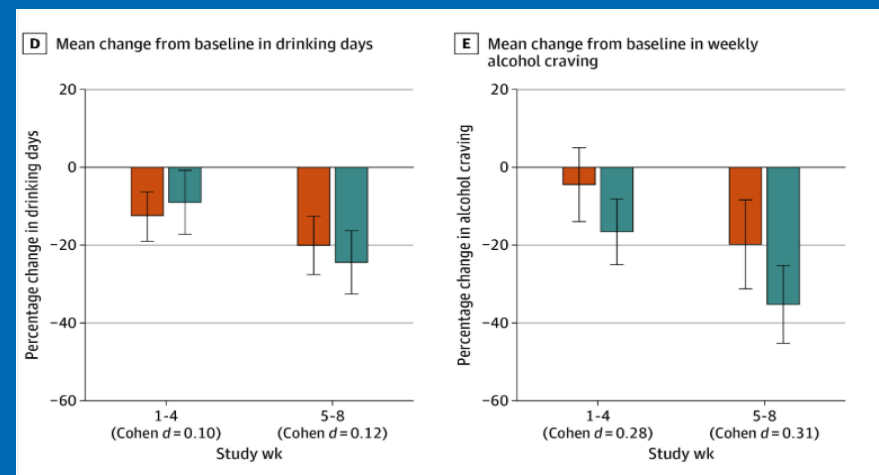 D Mean change from baseline in drinking days
20
0
−20
−40
−60
Percentage change in drinking days
1-4
(Cohen d=0.10)
5-8
(Cohen d=0.12)
Study wk
E Mean change from baseline in weekly
alcohol craving
20
0
−20
−40
−60
Percentage change in alcohol craving
1-4
(Cohen d=0.28)
5-8
(Cohen d=0.31)
Study wk